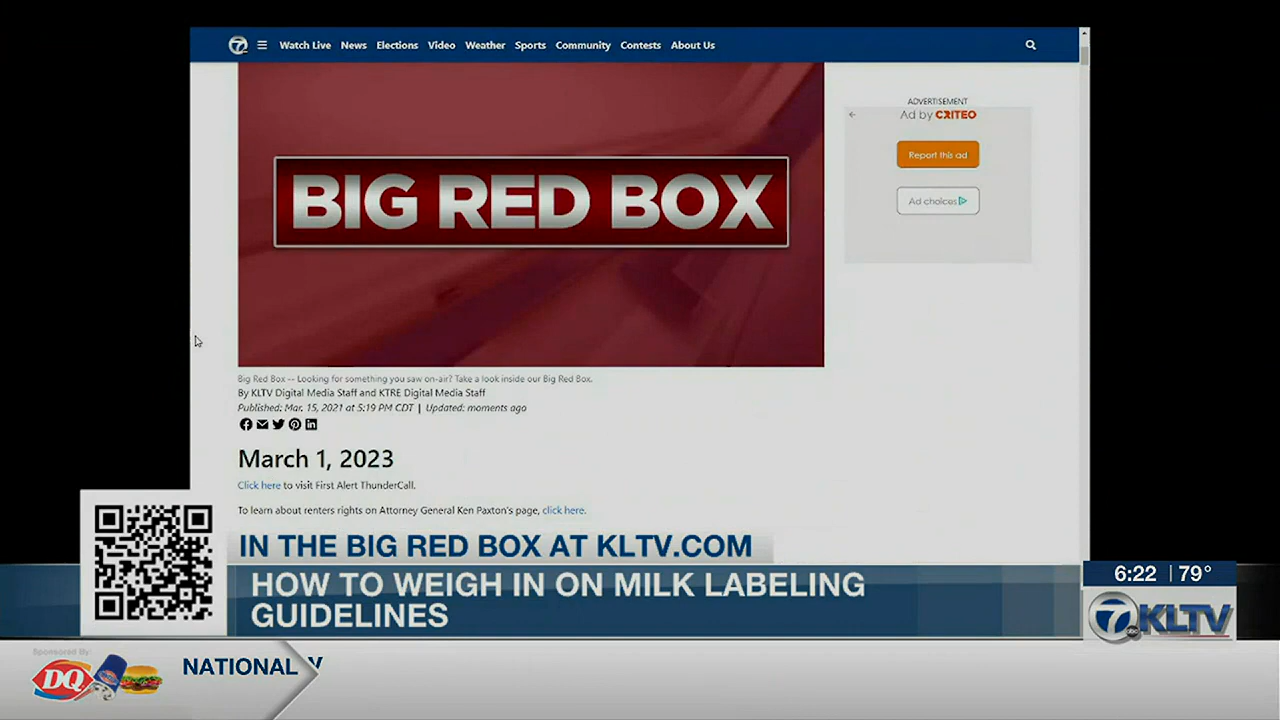 7
Watch Live News Elections Video Weather Sports Community Contests About Us
BIG RED BOX
ADVERTISEMENT
Ad by CRITEO
Report this ad
Ad choices
Big Red Box -- Looking for something you saw on-air? Take a look inside our Big Red Box.
By KLTV Digital Media Staff and KTRE Digital Media Staff
Published: Mar. 15, 2021 at 5:19 PM CDT | Updated: moments ago
March 1, 2023
Click here to visit First Alert ThunderCall.
To learn about renters rights on Attorney General Ken Paxton's page, click here.
IN THE BIG RED BOX AT KLTV.COM
HOW TO WEIGH IN ON MILK LABELING
GUIDELINES
6:22 | 79°
7 abc KLTV
Sponsored By:
DQ
NATIONAL